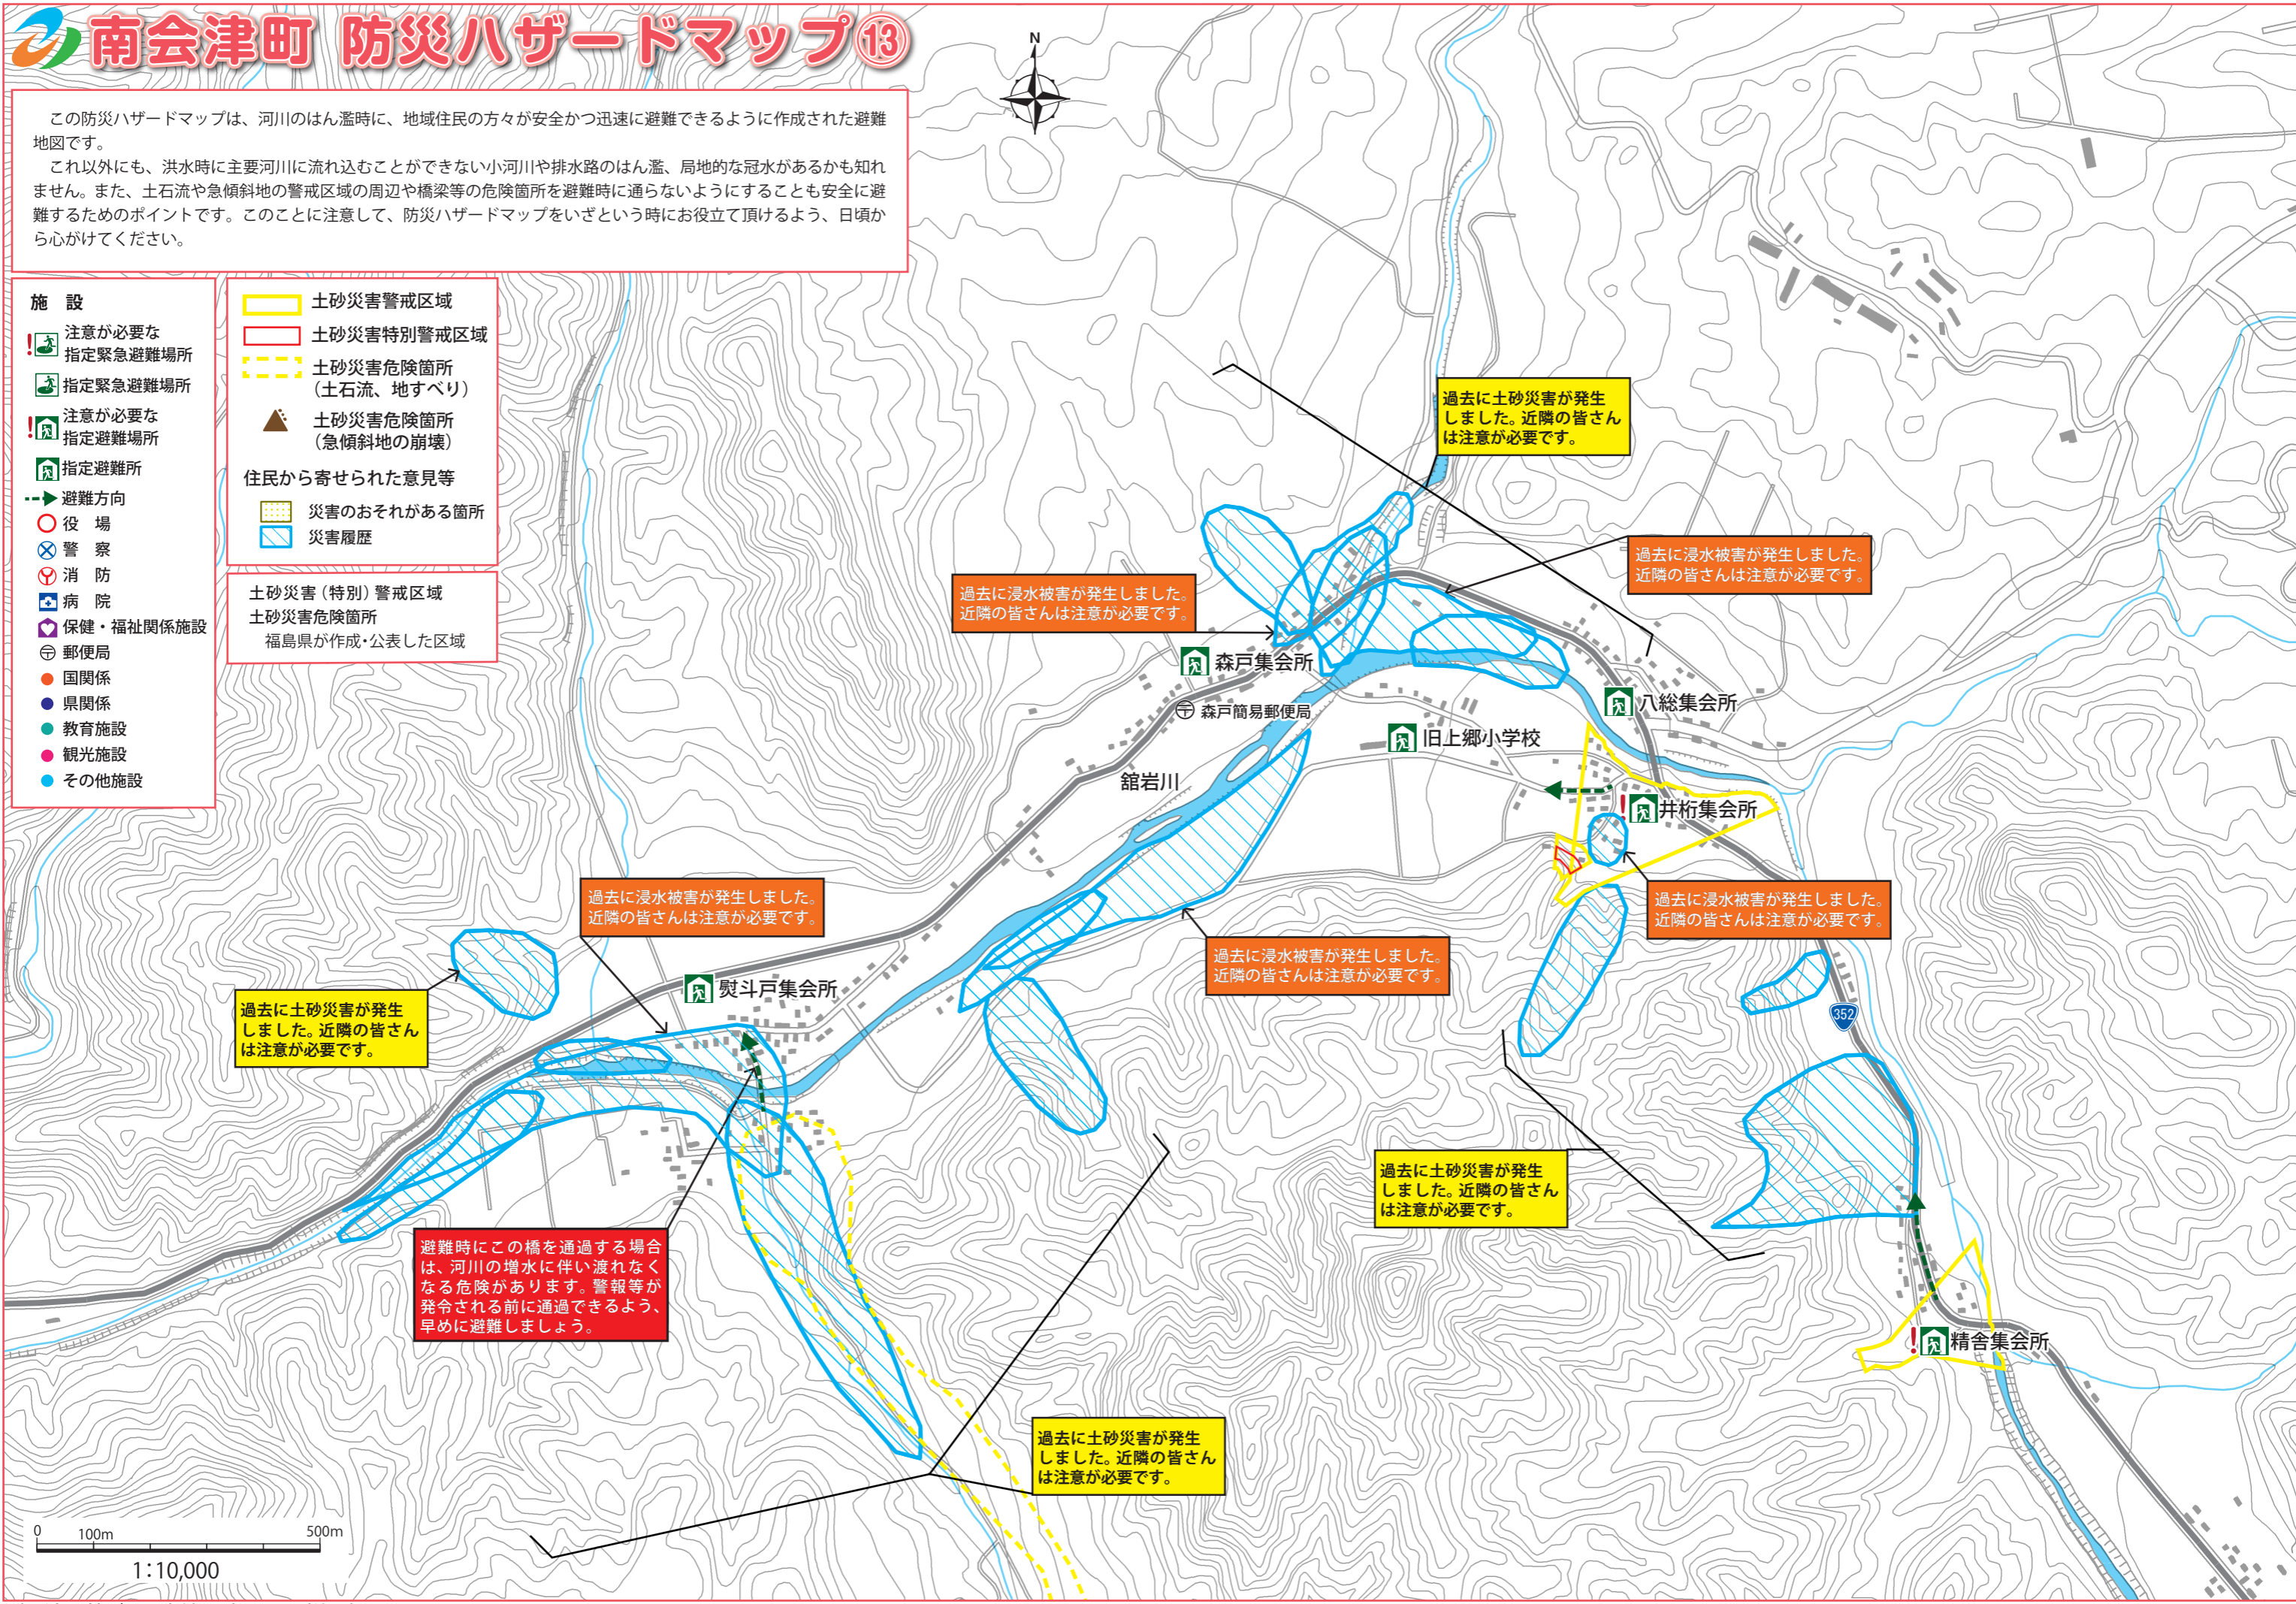 南会津町 防災ハザードマップ⑬
この防災ハザードマップは、河川のはん濫時に、地域住民の方々が安全かつ迅速に避難できるように作成された避難
地図です。
これ以外にも、洪水時に主要河川に流れ込むことができない小河川や排水路のはん濫、局地的な冠水があるかも知れ
ません。また、土石流や急傾斜地の警戒区域の周辺や橋梁等の危険箇所を避難時に通らないようにすることも安全に避
難するためのポイントです。このことに注意して、防災ハザードマップをいざという時にお役立て頂けるよう、日頃か
ら心がけてください。
N
施 設
注意が必要な
指定緊急避難場所
指定緊急避難場所
注意が必要な
指定避難場所
指定避難所
避難方向
役 場
警 察
消 防
病 院
保健・福祉関係施設
郵便局
国関係
県関係
教育施設
観光施設
その他施設
土砂災害警戒区域
土砂災害特別警戒区域
土砂災害危険箇所
（土石流、地すべり）
土砂災害危険箇所
（急傾斜地の崩壊）
住民から寄せられた意見等
災害のおそれがある箇所
災害履歴
土砂災害（特別）警戒区域
土砂災害危険箇所
福島県が作成・公表した区域
過去に土砂災害が発生
しました。近隣の皆さん
は注意が必要です。
過去に浸水被害が発生しました。
近隣の皆さんは注意が必要です。
過去に浸水被害が発生しました。
近隣の皆さんは注意が必要です。
森戸集会所
森戸簡易郵便局
八総集会所
旧上郷小学校
舘岩川
井桁集会所
過去に浸水被害が発生しました。
近隣の皆さんは注意が必要です。
過去に浸水被害が発生しました。
近隣の皆さんは注意が必要です。
過去に浸水被害が発生しました。
近隣の皆さんは注意が必要です。
熨斗戸集会所
過去に土砂災害が発生
しました。近隣の皆さん
は注意が必要です。
352
過去に土砂災害が発生
しました。近隣の皆さん
は注意が必要です。
避難時にこの橋を通過する場合
は、河川の増水に伴い渡れなく
なる危険があります。警報等が
発令される前に通過できるよう、
早めに避難しましょう。
精舎集会所
過去に土砂災害が発生
しました。近隣の皆さん
は注意が必要です。
0 100m 500m
1:10,000